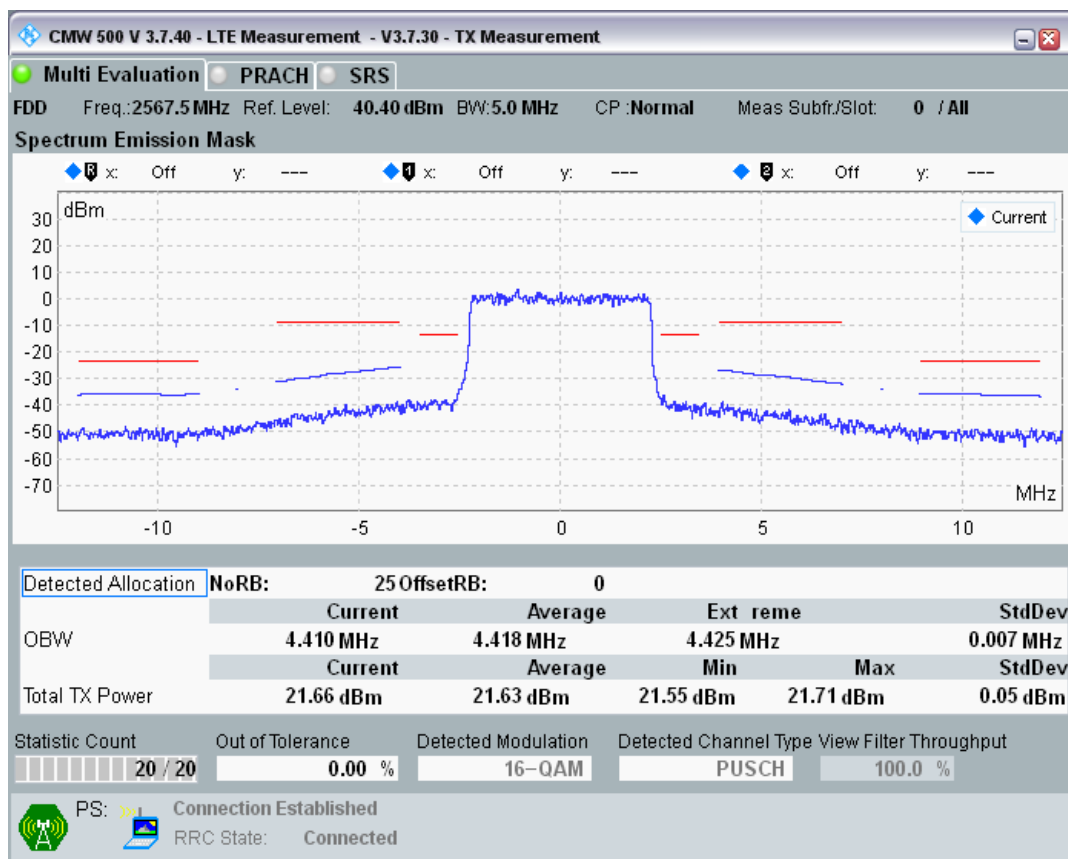 CMW 500 V 3.7.40 - LTE Measurement - V3.7.30 - TX Measurement
Multi Evaluation PRACH SRS
FDD Freq.:2567.5 MHz Ref. Level: 40.40 dBm BW:5.0 MHz CP :Normal Meas Subfr./Slot: 0 / All
Spectrum Emission Mask
R x: Off y: --- 1 x: Off y: --- 2 x: Off y: ---
dBm
Current
30
20
10
0
-10
-20
-30
-40
-50
-60
-70
MHz
-10 -5 0 5 10
Detected Allocation NoRB: 25 OffsetRB: 0
Current Average Ext reme StdDev
OBW 4.410 MHz 4.418 MHz 4.425 MHz 0.007 MHz
Current Average Min Max StdDev
Total TX Power 21.66 dBm 21.63 dBm 21.55 dBm 21.71 dBm 0.05 dBm
Statistic Count Out of Tolerance Detected Modulation Detected Channel Type View Filter Throughput
20 / 20 0.00 % 16-QAM PUSCH 100.0 %
PS: Connection Established
RRC State: Connected